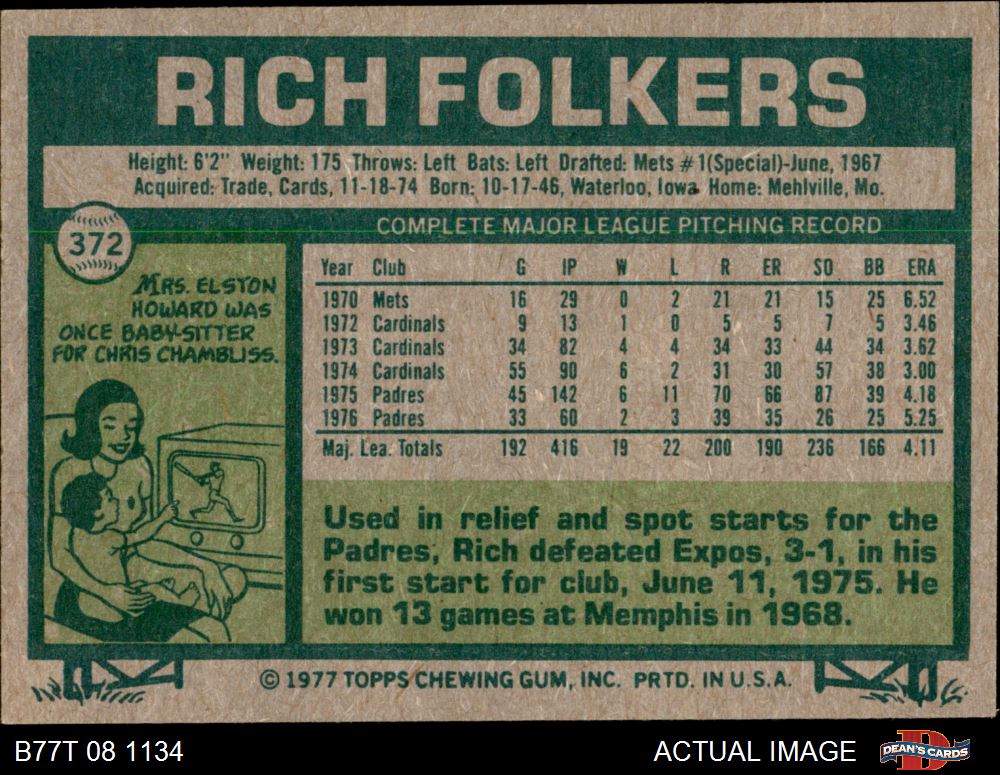 RICH FOLKERS
Height: 6'2" Weight: 175 Throws: Left Bats: Left Drafted: Mets #1(Special)-June, 1967
Acquired: Trade, Cards, 11-18-74 Born: 10-17-46, Waterloo, Iowa Home: Mehlville, Mo.
372
MRS. ELSTON
HOWARD WAS
ONCE BABY-SITTER
FOR CHRIS CHAMBLISS.
COMPLETE MAJOR LEAGUE PITCHING RECORD
Year Club G IP W L R ER SO BB ERA
1970 Mets 16 29 0 2 21 21 15 25 6.52
1972 Cardinals 9 13 1 0 5 5 7 5 3.46
1973 Cardinals 34 82 4 4 34 33 44 34 3.62
1974 Cardinals 55 90 6 2 31 30 57 38 3.00
1975 Padres 45 142 6 11 70 66 87 39 4.18
1976 Padres 33 60 2 3 39 35 26 25 5.25
Maj. Lea. Totals 192 416 19 22 200 190 236 166 4.11
Used in relief and spot starts for the
Padres, Rich defeated Expos, 3-1, in his
first start for club, June 11, 1975. He
won 13 games at Memphis in 1968.
© 1977 TOPPS CHEWING GUM, INC. PRTD. IN U.S.A.
B77T 08 1134 ACTUAL IMAGE
DEAN'S CARDS